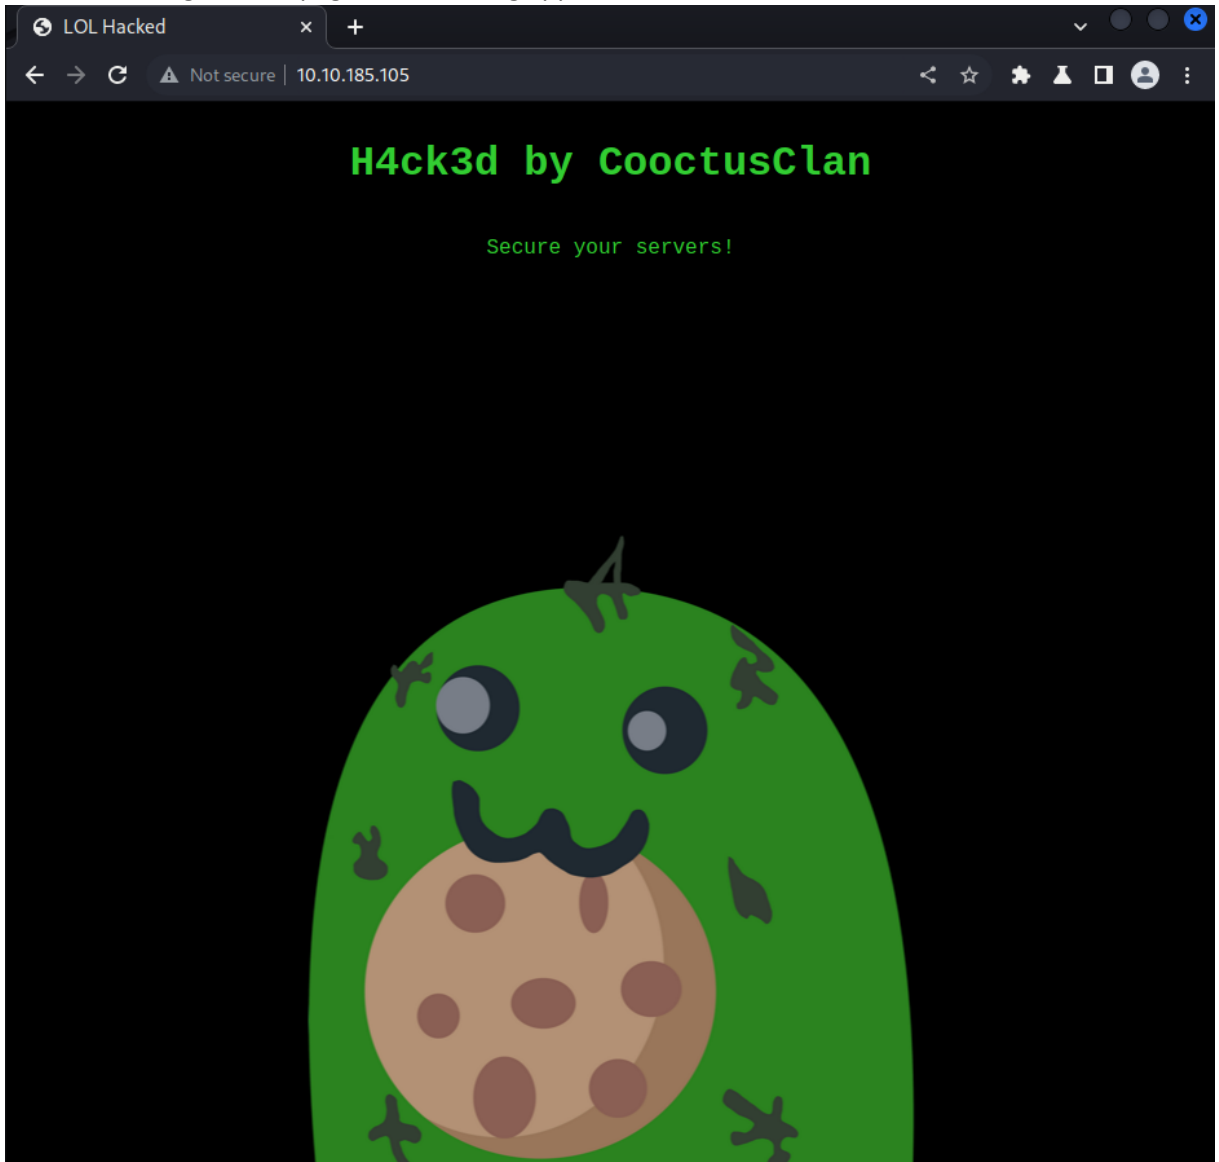 LOL Hacked
Not secure 10.10.185.105
H4ck3d by CooctusClan
Secure your servers!